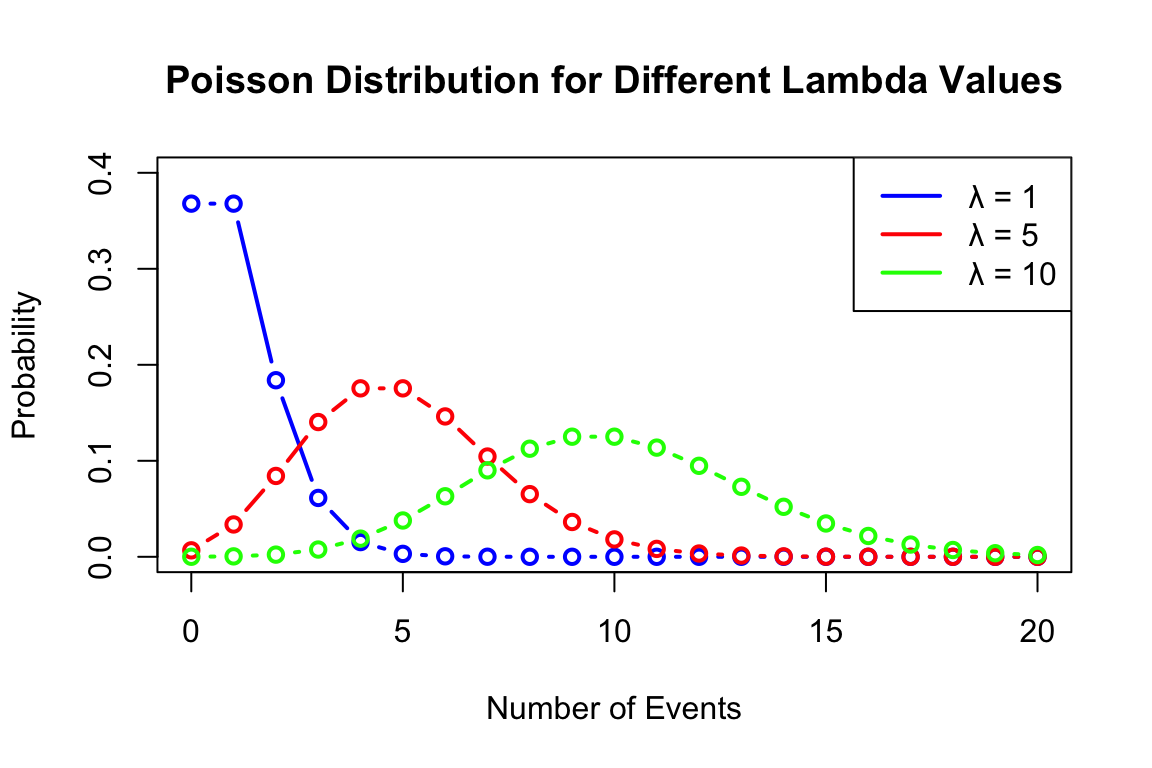 Poisson Distribution for Different Lambda Values
Probability
0.4
0.3
0.2
0.1
0.0
λ = 1
λ = 5
λ = 10
0 5 10 15 20
Number of Events